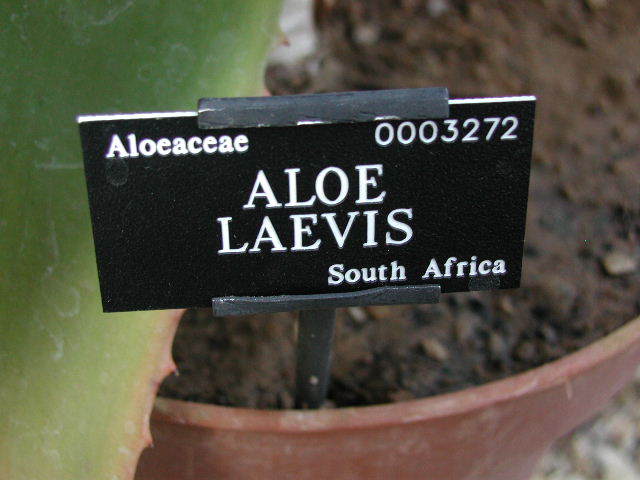 Aloeaceae 0003272
ALOE
LAEVIS
South Africa